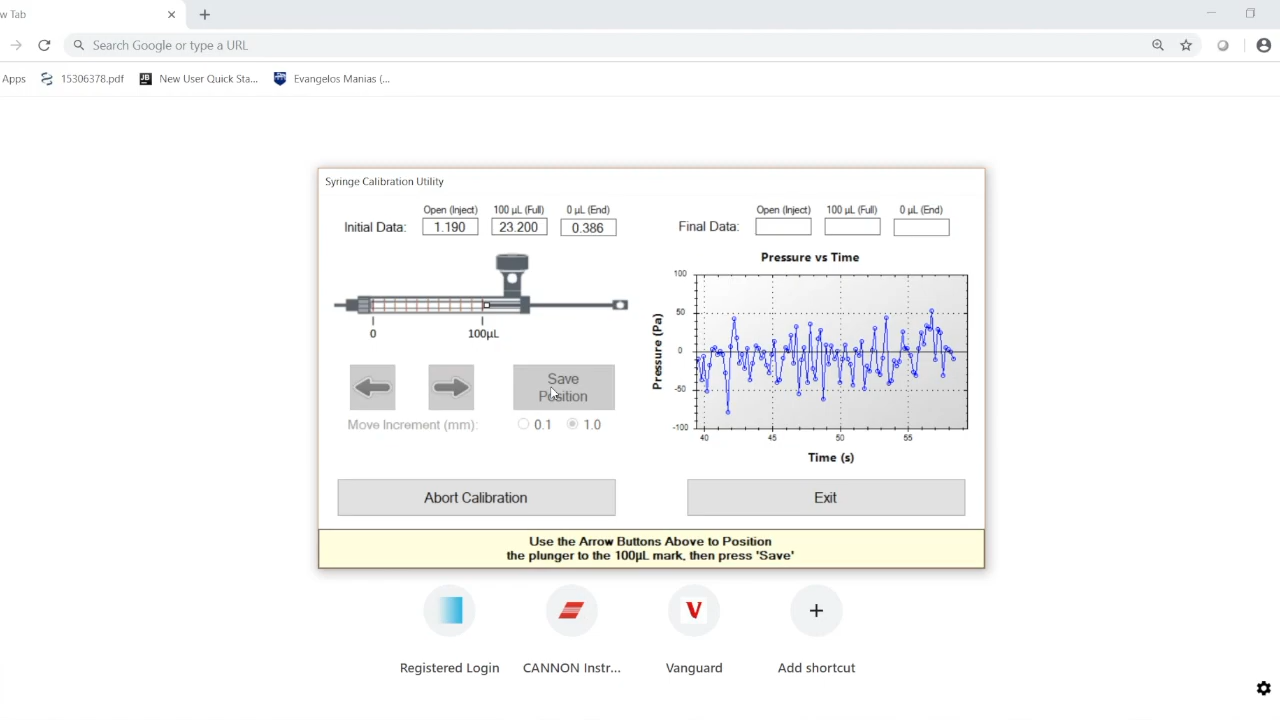 w Tab
Search Google or type a URL
Apps 15306378.pdf New User Quick Sta... Evangelos Manias (...
Syringe Calibration Utility
Open (Inject) 100 µL (Full) 0 µL (End)
Initial Data: 1.190 23.200 0.386
Open (Inject) 100 µL (Full) 0 µL (End)
Final Data:
0 100µL
Save
Position
Move Increment (mm): 0.1 1.0
Pressure vs Time
Pressure (Pa)
100
50
0
-50
-100
40 45 50 55
Time (s)
Abort Calibration
Exit
Use the Arrow Buttons Above to Position
the plunger to the 100µL mark, then press 'Save'
Registered Login CANNON Instr... Vanguard Add shortcut